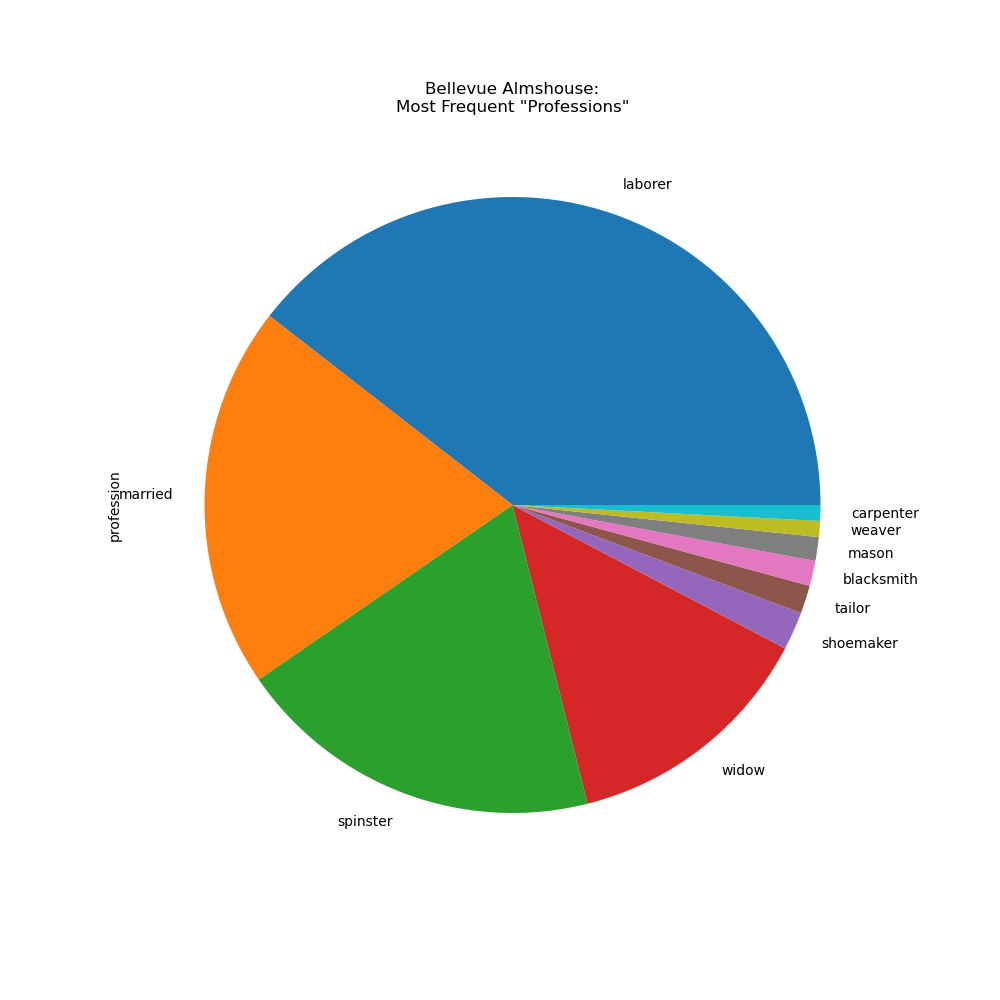 Bellevue Almshouse:
Most Frequent "Professions"
laborer
married
profession
carpenter
weaver
mason
blacksmith
tailor
shoemaker
widow
spinster